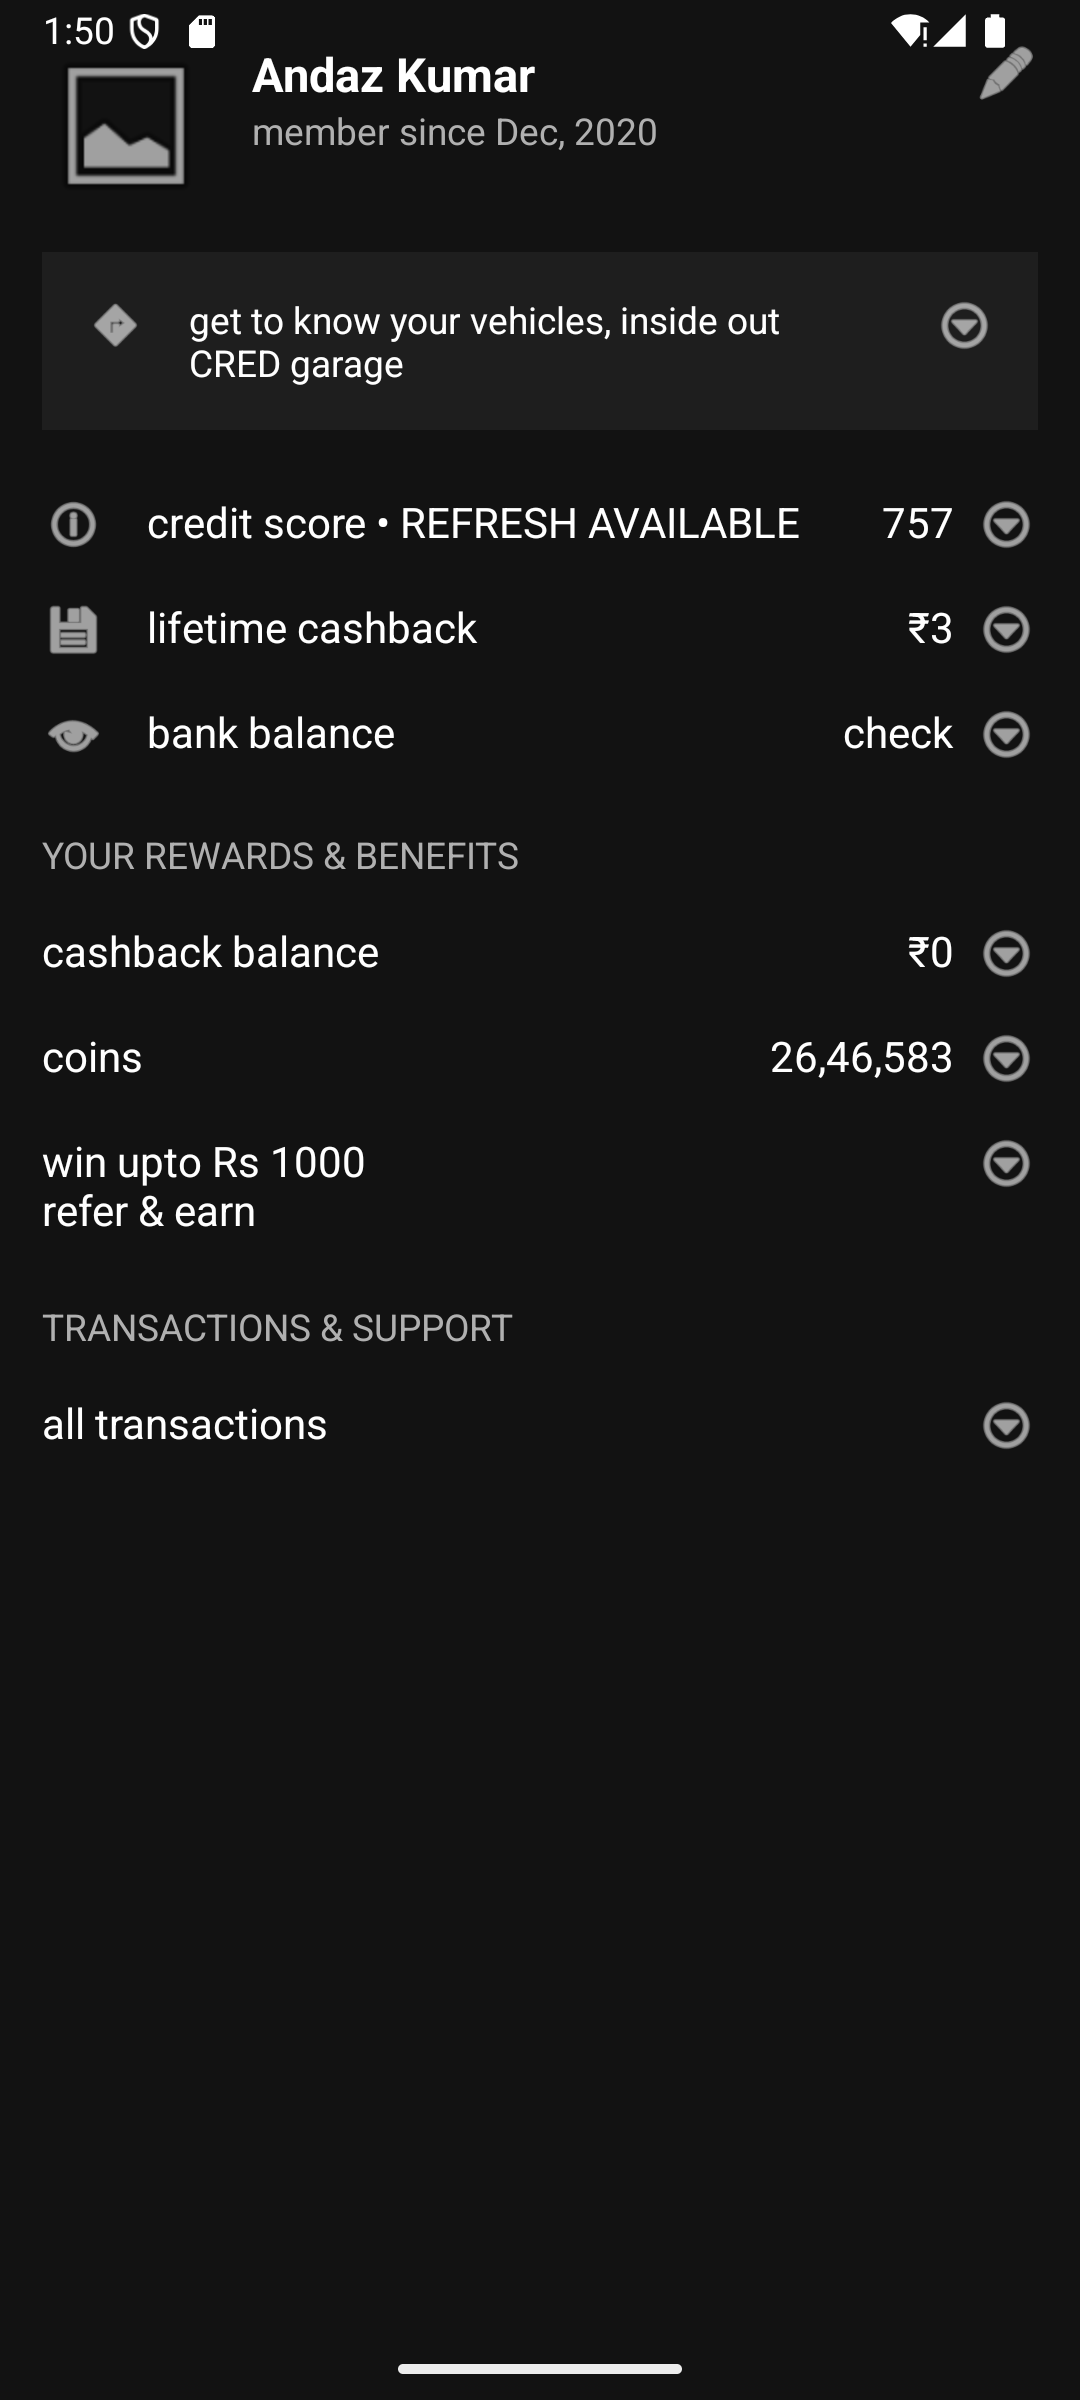 1:50
Andaz Kumar
member since Dec, 2020
get to know your vehicles, inside out
CRED garage
credit score • REFRESH AVAILABLE 757
lifetime cashback ₹3
bank balance check
YOUR REWARDS & BENEFITS
cashback balance ₹0
coins 26,46,583
win upto Rs 1000
refer & earn
TRANSACTIONS & SUPPORT
all transactions